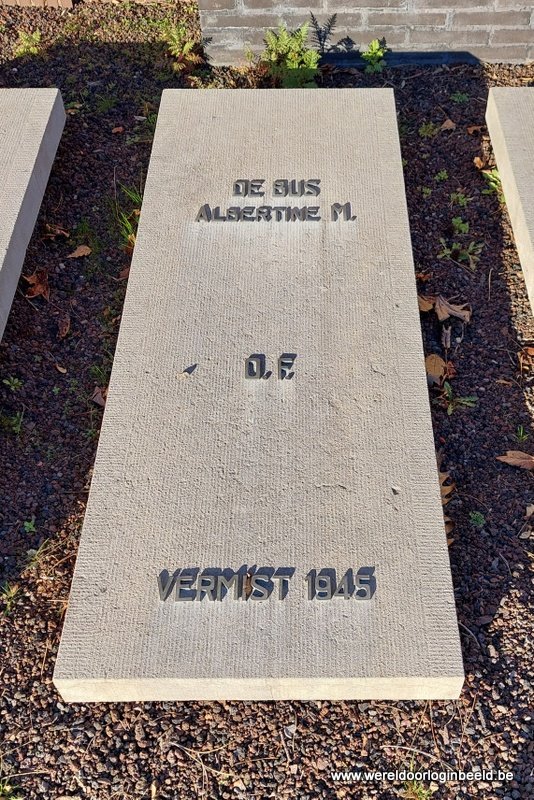 DE BUS
ALBERTINE M.
O.F.
VERMIST 1945
www.wereldoorloginbeeld.be